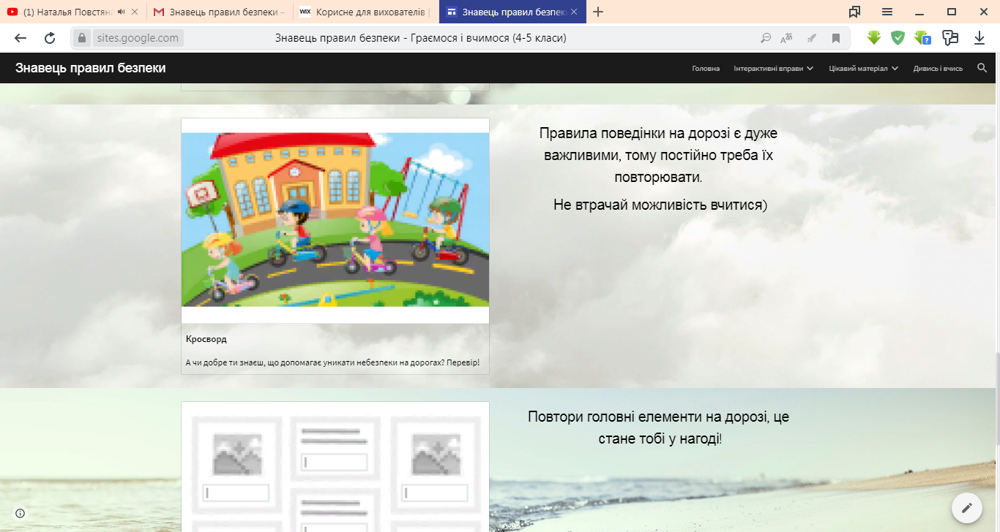 (1) Наталья Повстян
Знавець правил безпеки –
WIX Корисне для вихователів |
Знавець правил безпек
sites.google.com
Знавець правил безпеки - Граємося і вчимося (4-5 класи)
Знавець правил безпеки
Головна
Інтерактивні вправи
Цікавий матеріал
Дивись і вчись
Правила поведінки на дорозі є дуже
важливими, тому постійно треба їх
повторювати.
Не втрачай можливість вчитися)
Кросворд
А чи добре ти знаєш, що допомагає уникати небезпеки на дорогах? Перевір!
Повтори головні елементи на дорозі, це
стане тобі у нагоді!